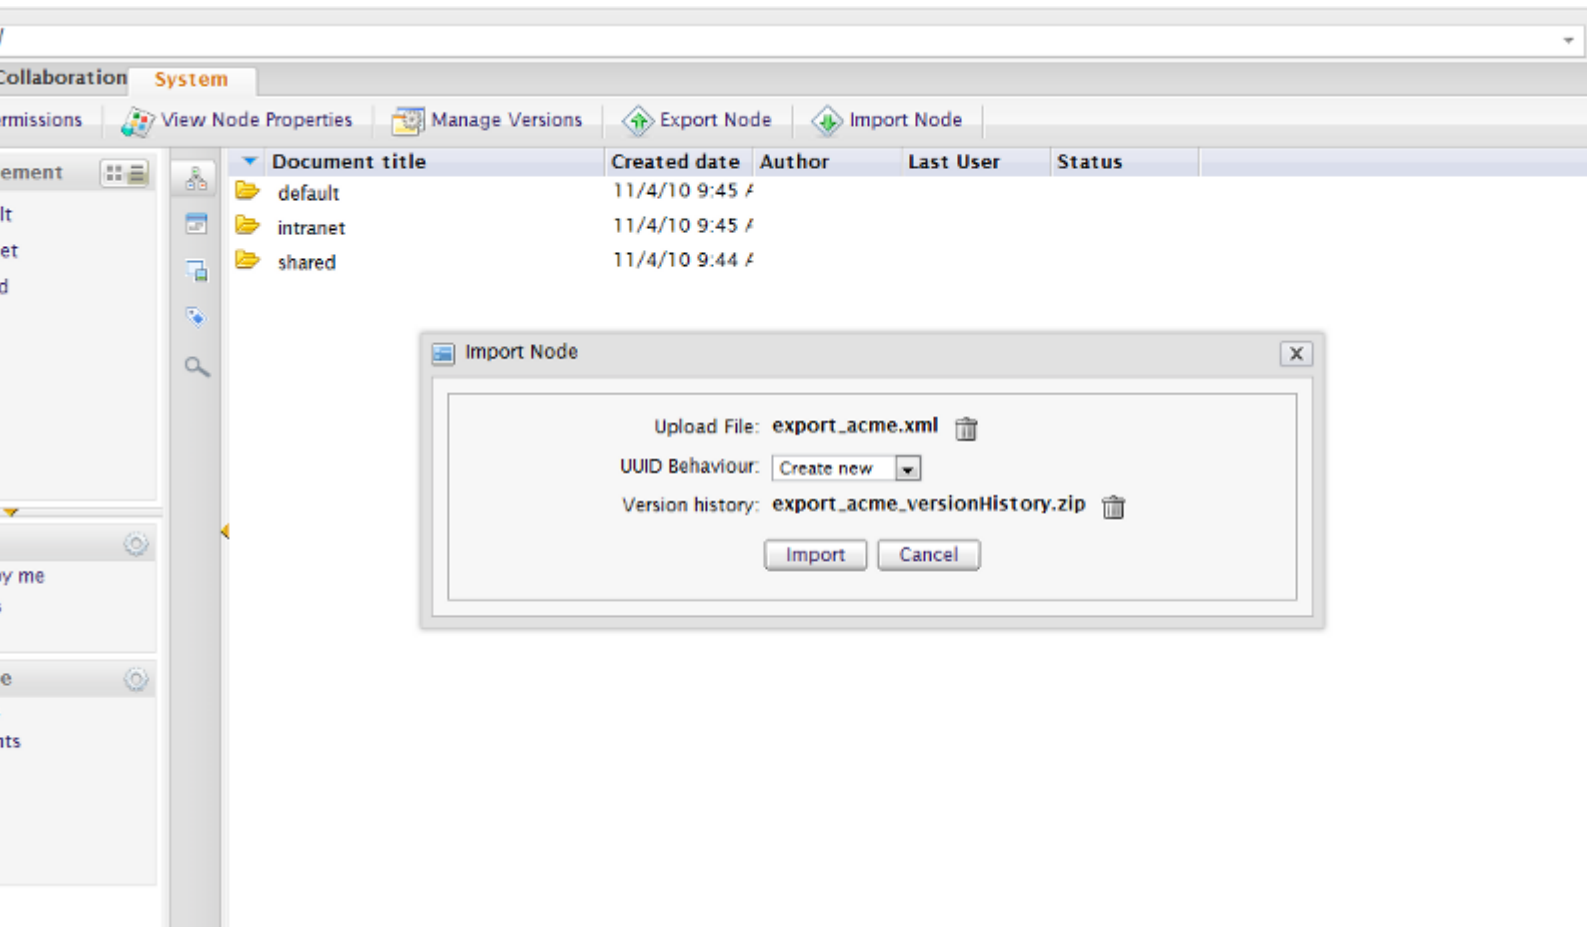 /
Collaboration System
ermissions View Node Properties Manage Versions Export Node Import Node
ement
Document title Created date Author Last User Status
lt
et
d
default 11/4/10 9:45 A
intranet 11/4/10 9:45 A
shared 11/4/10 9:44 A
Import Node
Upload File: export_acme.xml
UUID Behaviour: Create new
Version history: export_acme_versionHistory.zip
Import Cancel
by me
s
e
nts